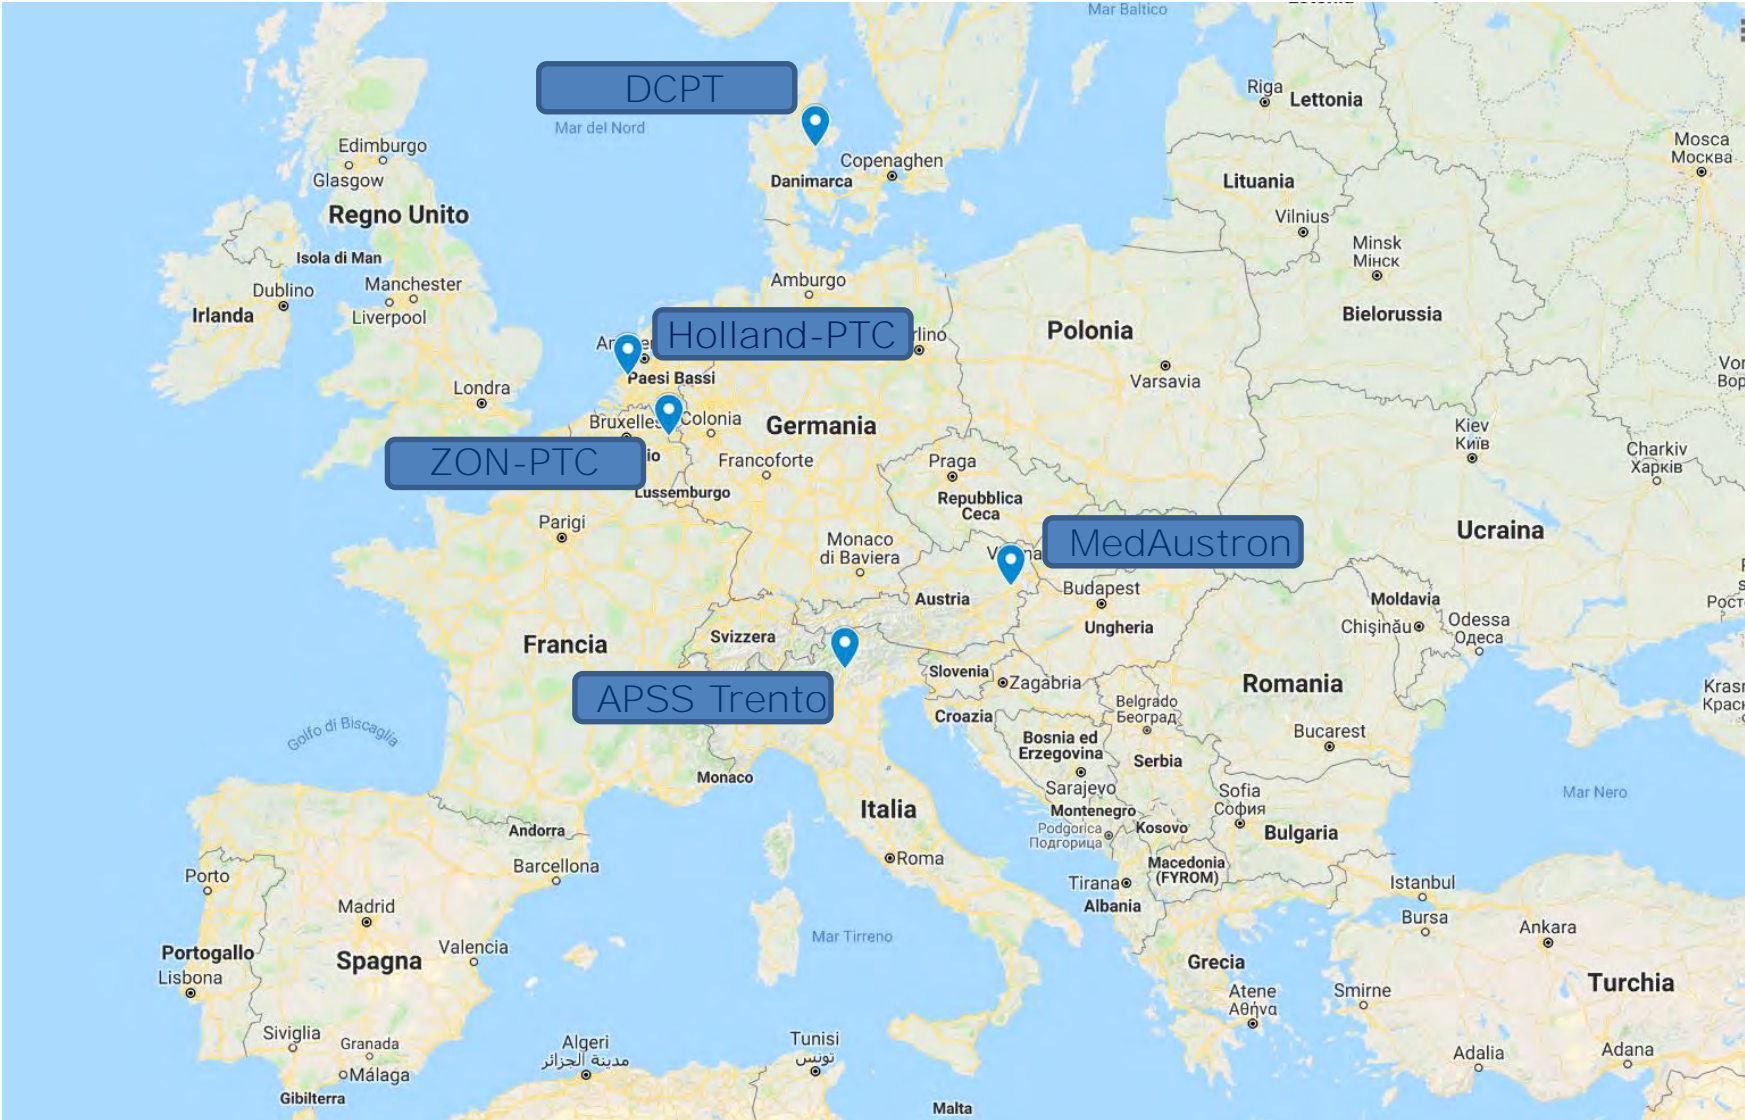 Mar Baltico
DCPT
Riga
Lettonia
Mar del Nord
Mosca
Москва
Edimburgo
Glasgow
Copenaghen
Danimarca
Lituania
Regno Unito
Vilnius
Minsk
Мінск
Isola di Man
Manchester
Dublino
Irlanda
Liverpool
Amburgo
Bielorussia
Holland-PTC
Polonia
Paesi Bassi
Varsavia
Londra
Bruxelles
Colonia
Germania
Kiev
Київ
Charkiv
Харків
ZON-PTC
Francoforte
Praga
Lussemburgo
Repubblica
Ceca
Parigi
Ucraina
Monaco
di Baviera
MedAustron
Austria
Budapest
Ungheria
Moldavia
Chişinău
Odessa
Одеса
Francia
Svizzera
Slovenia
Zagabria
Romania
APSS Trento
Croazia
Belgrado
Београд
Golfo di Biscaglia
Bosnia ed
Erzegovina
Serbia
Bucarest
Monaco
Sarajevo
Sofia
София
Mar Nero
Italia
Montenegro
Podgorica
Подгорица
Kosovo
Bulgaria
Andorra
Barcellona
Roma
Macedonia
(FYROM)
Porto
Tirana
Albania
Istanbul
Madrid
Bursa
Ankara
Portogallo
Lisbona
Spagna
Valencia
Mar Tirreno
Grecia
Atene
Αθήνα
Smirne
Turchia
Siviglia
Granada
Málaga
Gibilterra
Algeri
مدينة الجزائر
Tunisi
تونس
Adalia
Adana
Malta